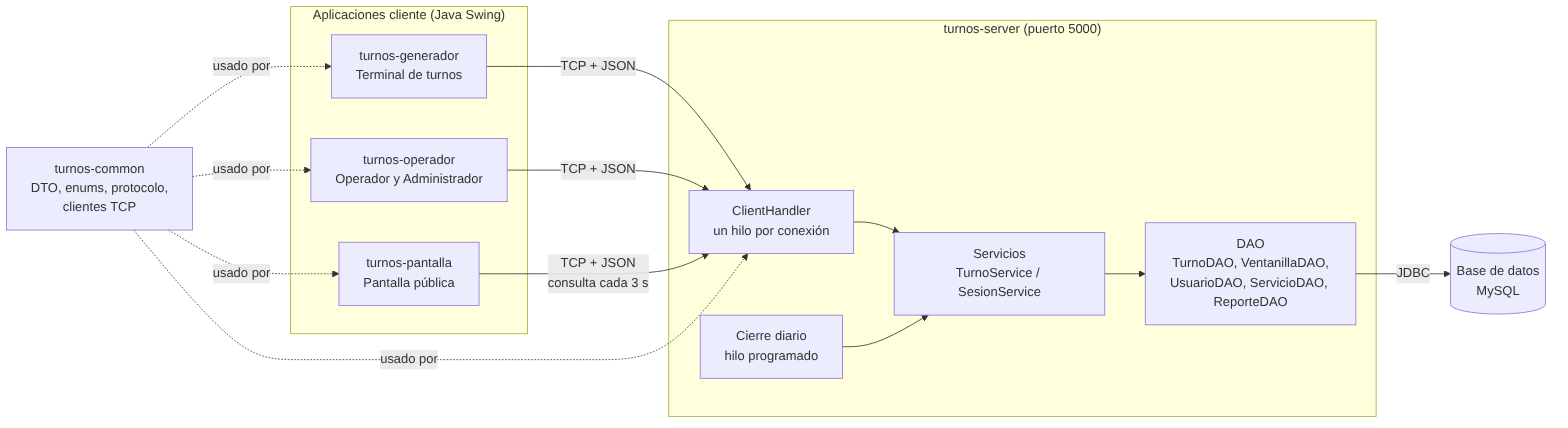 Aplicaciones cliente (Java Swing)
turnos-server (puerto 5000)
turnos-generador
Terminal de turnos
usado por
TCP + JSON
turnos-common
DTO, enums, protocolo,
clientes TCP
usado por
turnos-operador
Operador y Administrador
TCP + JSON
ClientHandler
un hilo por conexión
usado por
turnos-pantalla
Pantalla pública
TCP + JSON
consulta cada 3 s
Servicios
TurnoService /
SesionService
DAO
TurnoDAO, VentanillaDAO,
UsuarioDAO, ServicioDAO,
ReporteDAO
JDBC
Base de datos
MySQL
Cierre diario
hilo programado
usado por